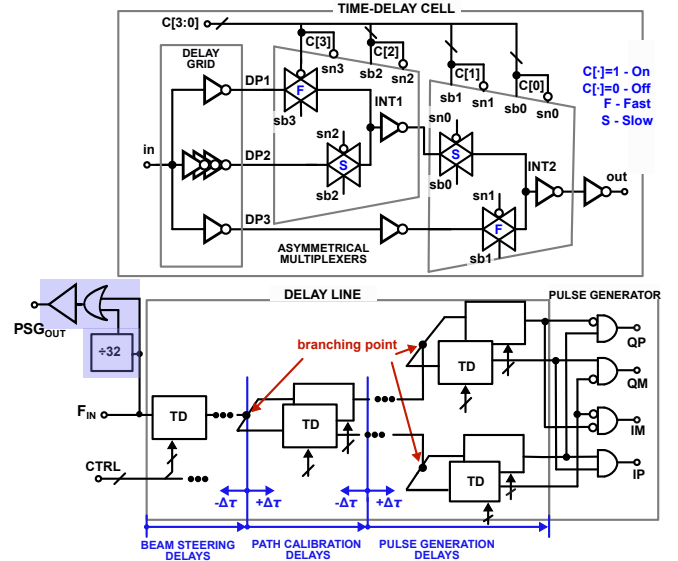 TIME-DELAY CELL
C[3:0]
DELAY
GRID
C[3]
sn3
C[2]
sb2
sn2
C[1]
sb1
sn1
C[0]
sb0
sn0
C[·]=1 - On
C[·]=0 - Off
F - Fast
S - Slow
DP1
F
sb3
INT1
sn2
S
sb2
sn0
S
sb0
in
DP2
INT2
out
DP3
sn1
F
sb1
ASYMMETRICAL
MULTIPLEXERS
DELAY LINE
PULSE GENERATOR
PSGOUT
÷32
branching point
TD
QP
QM
FIN
TD
TD
IM
CTRL
TD
IP
-Δτ
+Δτ
-Δτ
+Δτ
BEAM STEERING
DELAYS
PATH CALIBRATION
DELAYS
PULSE GENERATION
DELAYS